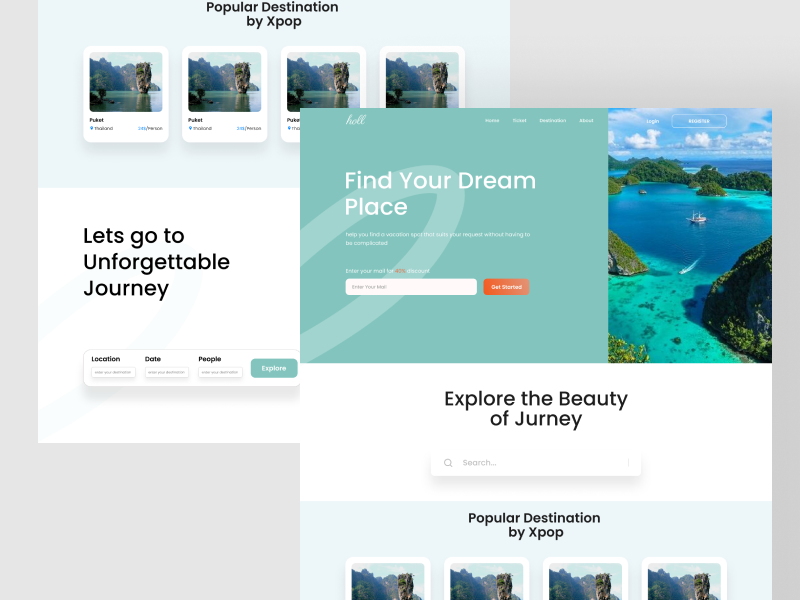 Popular Destination
by Xpop
Puket
Thailand
24$/Person
Puket
Thailand
24$/Person
Puket
Lets go to
Unforgettable
Journey
Location
enter your destination
Date
enter your destination
People
enter your destination
Explore
holl
Home
Ticket
Destination
About
Login
REGISTER
Find Your Dream
Place
help you find a vacation spot that suits your request without having to
be complicated
Enter your mail for 40% discount
Enter Your Mail
Get Started
Explore the Beauty
of Jurney
Search...
Popular Destination
by Xpop